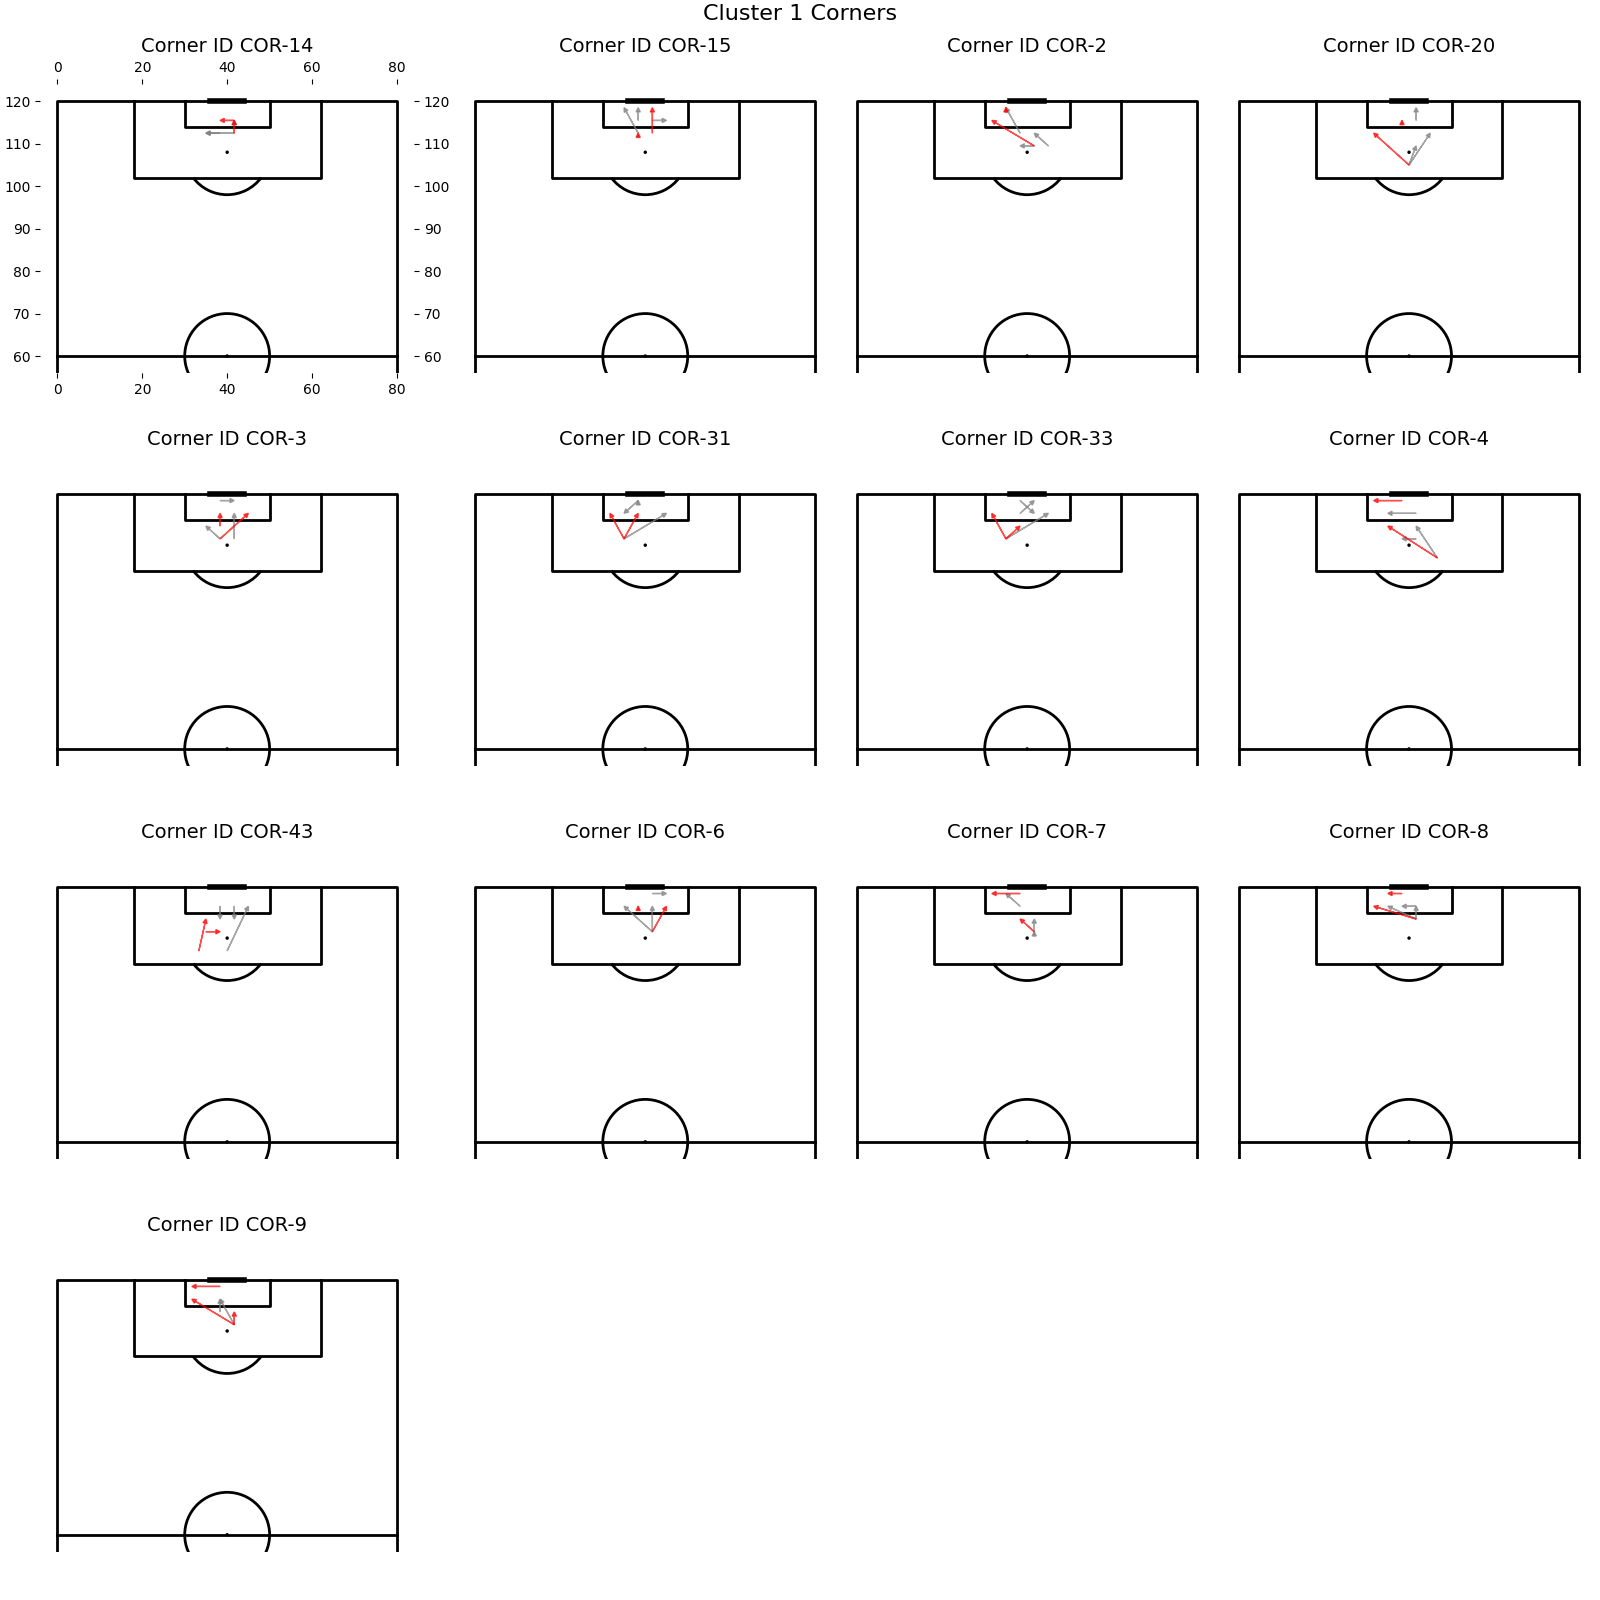 Cluster 1 Corners
Corner ID COR-14
Corner ID COR-15
Corner ID COR-2
Corner ID COR-20
0 20 40 60 80
120 120
110 110
100 100
90 90
80 80
70 70
60 60
0 20 40 60 80
Corner ID COR-3
Corner ID COR-31
Corner ID COR-33
Corner ID COR-4
Corner ID COR-43
Corner ID COR-6
Corner ID COR-7
Corner ID COR-8
Corner ID COR-9